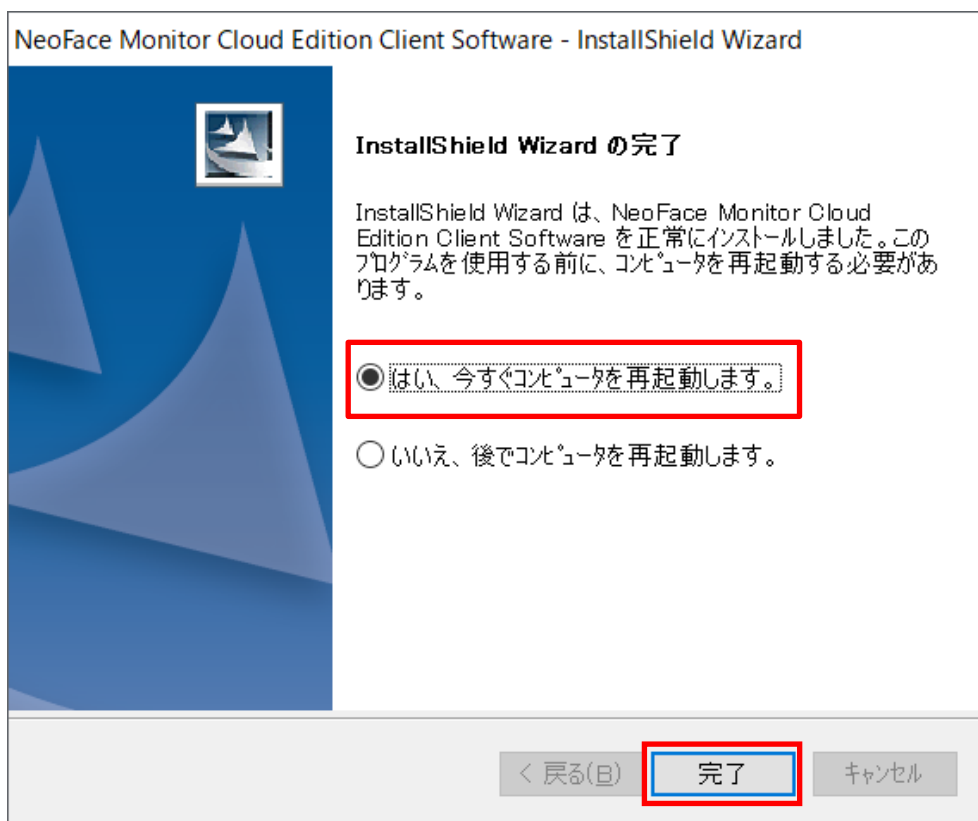 NeoFace Monitor Cloud Edition Client Software - InstallShield Wizard
InstallShield Wizard の完了
InstallShield Wizard は、NeoFace Monitor Cloud
Edition Client Software を正常にｲﾝｽﾄｰﾙしました。この
ﾌﾟﾛｸﾞﾗﾑを使用する前に、ｺﾝﾋﾟｭｰﾀを再起動する必要があ
ります。
はい、今すぐｺﾝﾋﾟｭｰﾀを再起動します。
いいえ、後でｺﾝﾋﾟｭｰﾀを再起動します。
< 戻る(B)
完了
ｷｬﾝｾﾙ